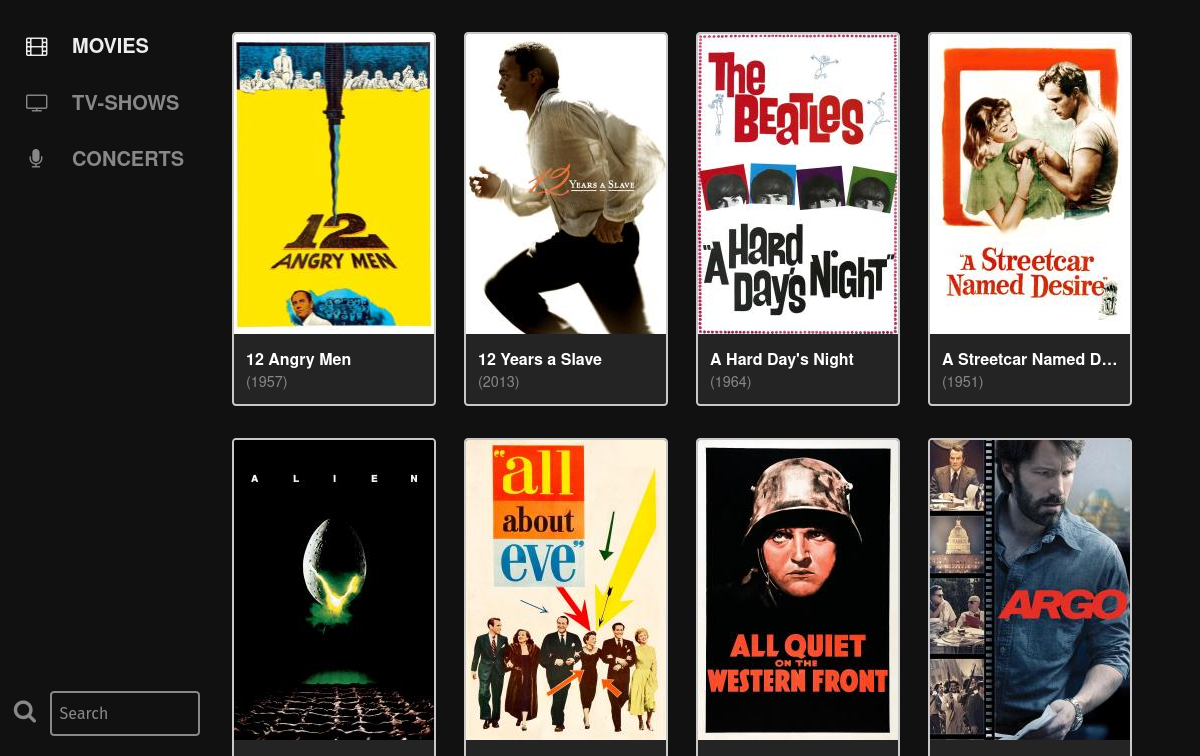 MOVIES
TV-SHOWS
CONCERTS
12
ANGRY MEN
12 YEARS A SLAVE
The
BEATLES
"A HARD
DAY'S NIGHT"
"A Streetcar
Named Desire"
12 Angry Men
(1957)
12 Years a Slave
(2013)
A Hard Day's Night
(1964)
A Streetcar Named D...
(1951)
A L I E N
"all
about
eve"
ALL QUIET
ON THE
WESTERN FRONT
ARGO
Search